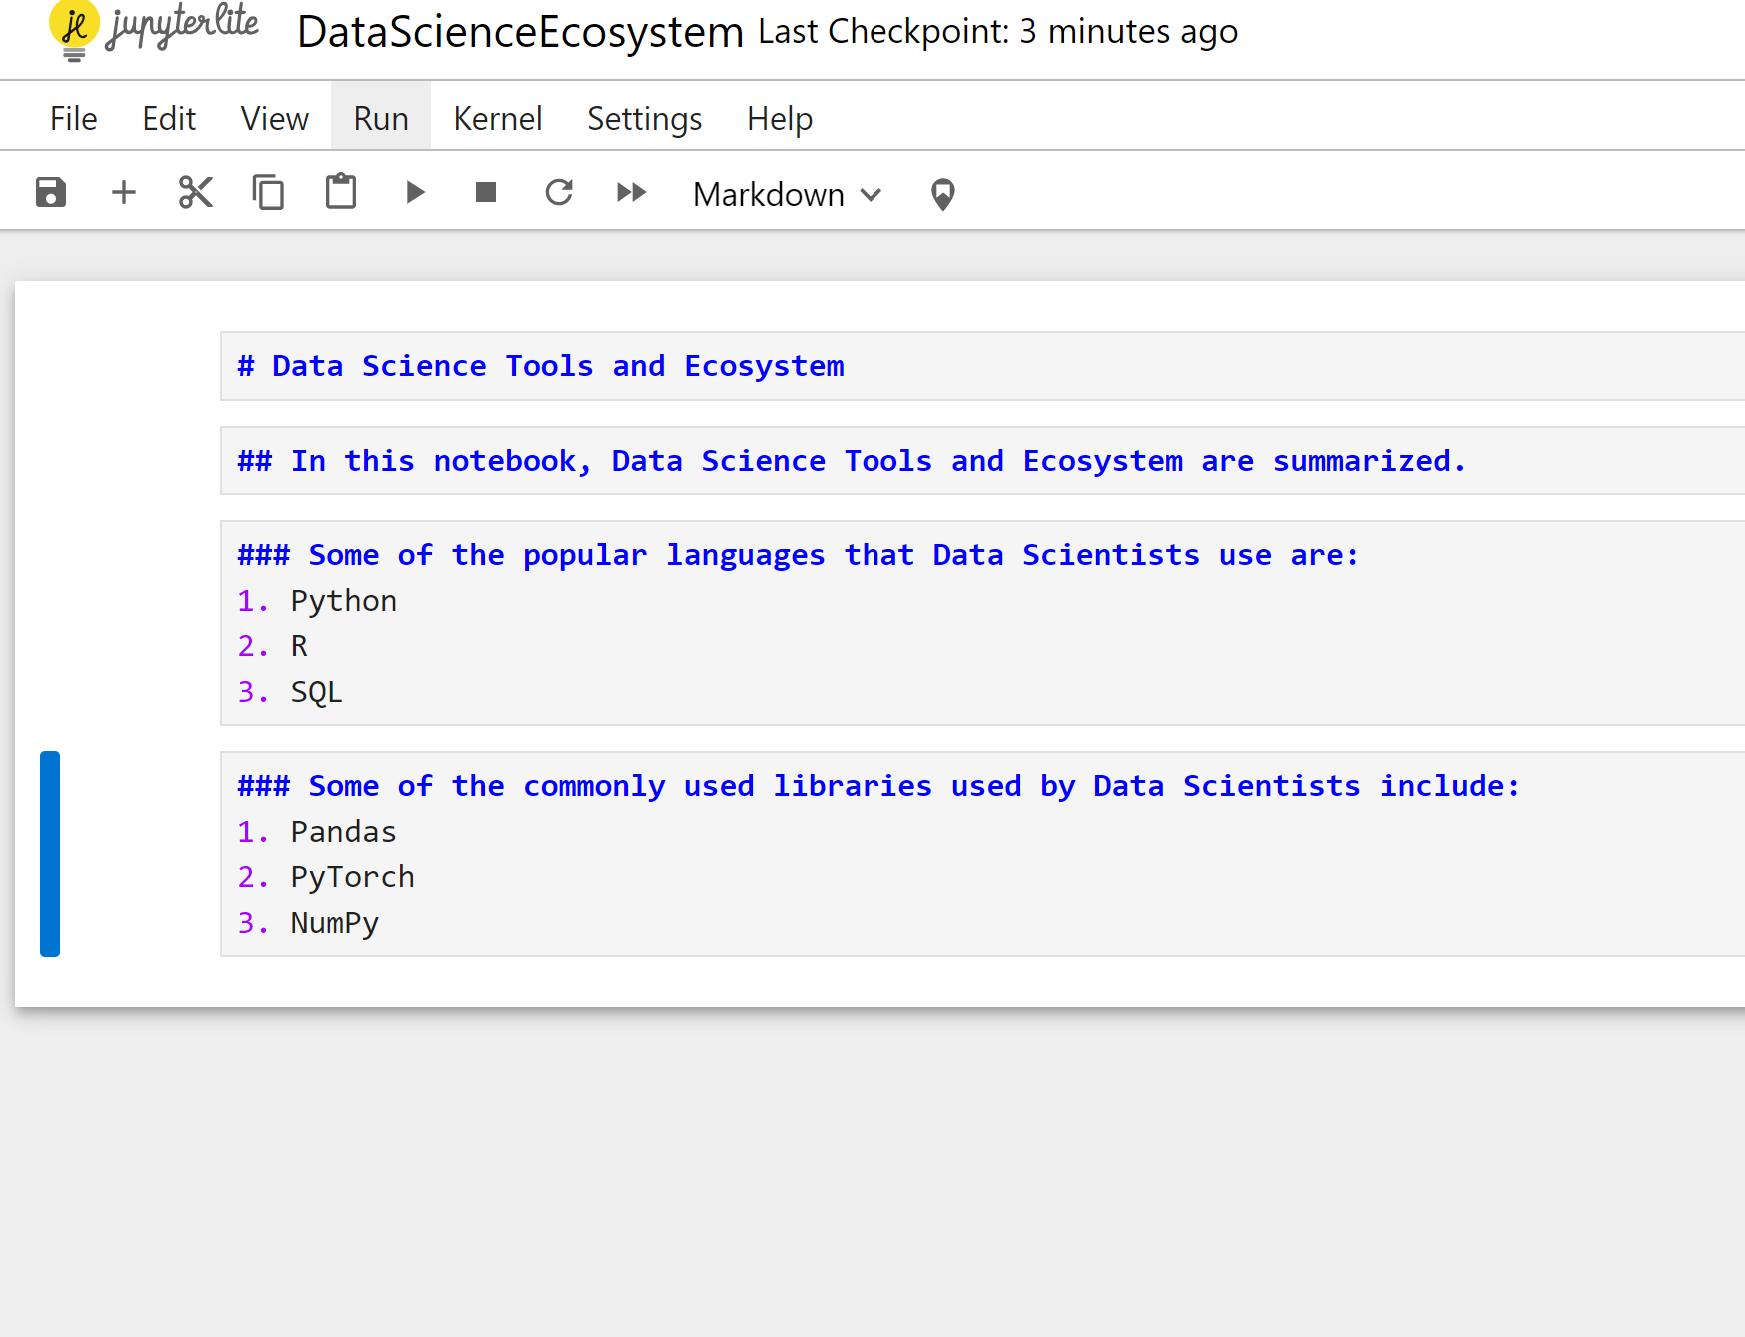 jupyterlite DataScienceEcosystem Last Checkpoint: 3 minutes ago
File Edit View Run Kernel Settings Help
Markdown
# Data Science Tools and Ecosystem
## In this notebook, Data Science Tools and Ecosystem are summarized.
### Some of the popular languages that Data Scientists use are:
1. Python
2. R
3. SQL
### Some of the commonly used libraries used by Data Scientists include:
1. Pandas
2. PyTorch
3. NumPy